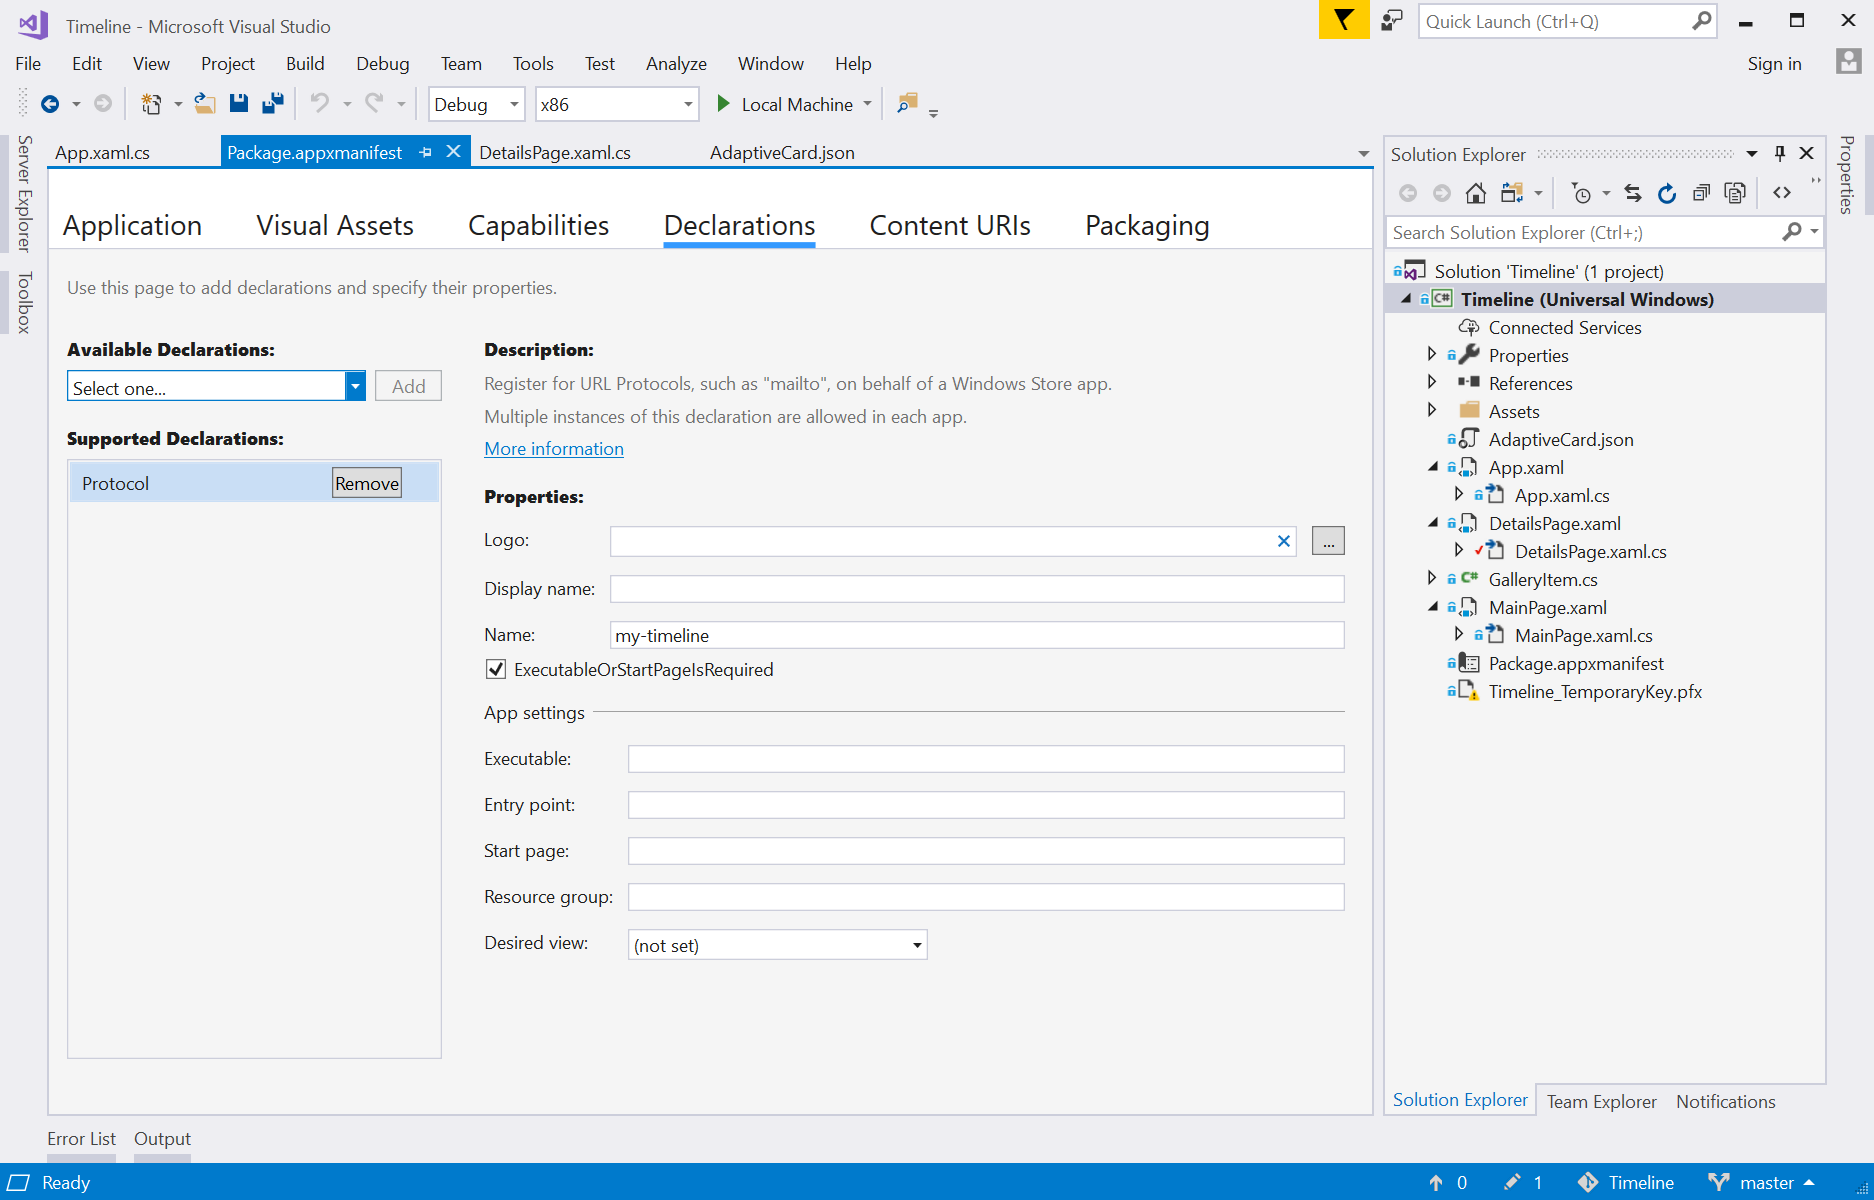 Timeline - Microsoft Visual Studio
Quick Launch (Ctrl+Q)
File Edit View Project Build Debug Team Tools Test Analyze Window Help
Sign in
Debug x86 Local Machine
Server Explorer
Toolbox
App.xaml.cs Package.appxmanifest DetailsPage.xaml.cs AdaptiveCard.json
Application Visual Assets Capabilities Declarations Content URIs Packaging
Use this page to add declarations and specify their properties.
Available Declarations:
Select one... Add
Supported Declarations:
Protocol Remove
Description:
Register for URL Protocols, such as "mailto", on behalf of a Windows Store app.
Multiple instances of this declaration are allowed in each app.
More information
Properties:
Logo: ...
Display name:
Name: my-timeline
ExecutableOrStartPageIsRequired
App settings
Executable:
Entry point:
Start page:
Resource group:
Desired view: (not set)
Solution Explorer
Search Solution Explorer (Ctrl+;)
Solution 'Timeline' (1 project)
C# Timeline (Universal Windows)
Connected Services
Properties
References
Assets
AdaptiveCard.json
App.xaml
App.xaml.cs
DetailsPage.xaml
DetailsPage.xaml.cs
C# GalleryItem.cs
MainPage.xaml
MainPage.xaml.cs
Package.appxmanifest
Timeline_TemporaryKey.pfx
Solution Explorer Team Explorer Notifications
Properties
Error List Output
Ready 0 1 Timeline master